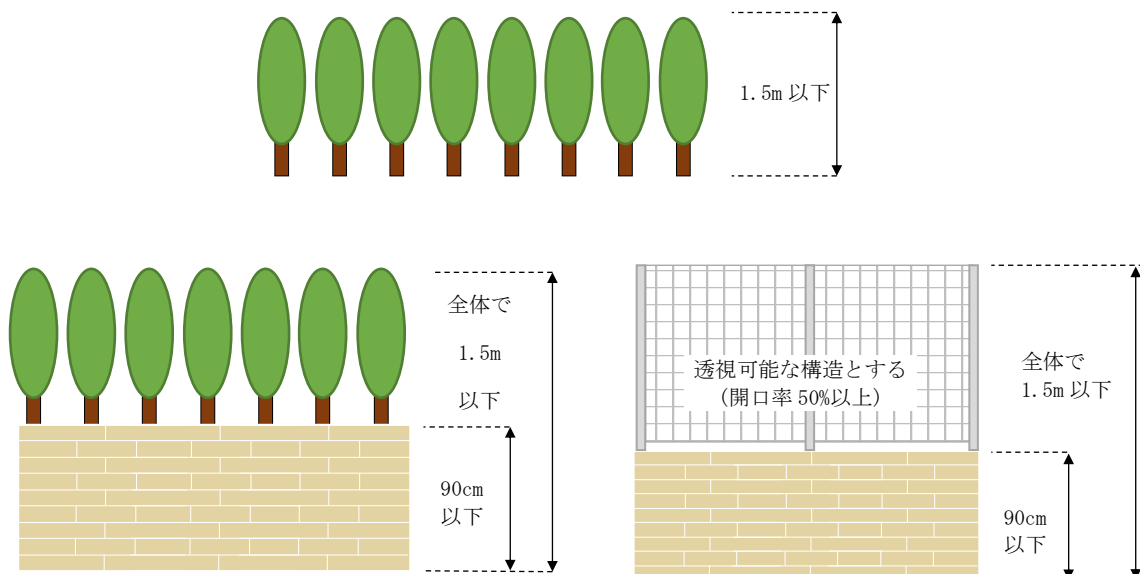 1.5m 以下
全体で
1.5m
以下
90cm
以下
透視可能な構造とする
（開口率 50%以上）
全体で
1.5m 以下
90cm
以下